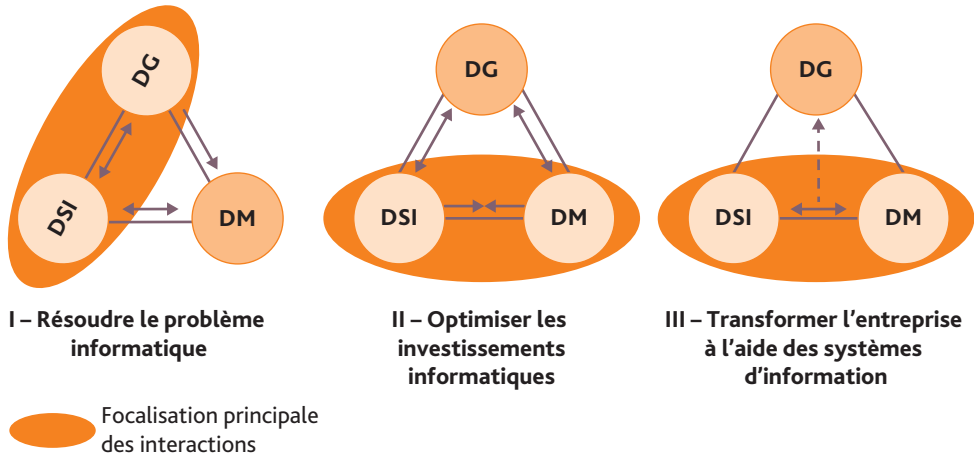 DG
DSI
DM
I – Résoudre le problème
informatique
DG
DSI
DM
II – Optimiser les
investissements
informatiques
DG
DSI
DM
III – Transformer l’entreprise
à l’aide des systèmes
d’information
Focalisation principale
des interactions